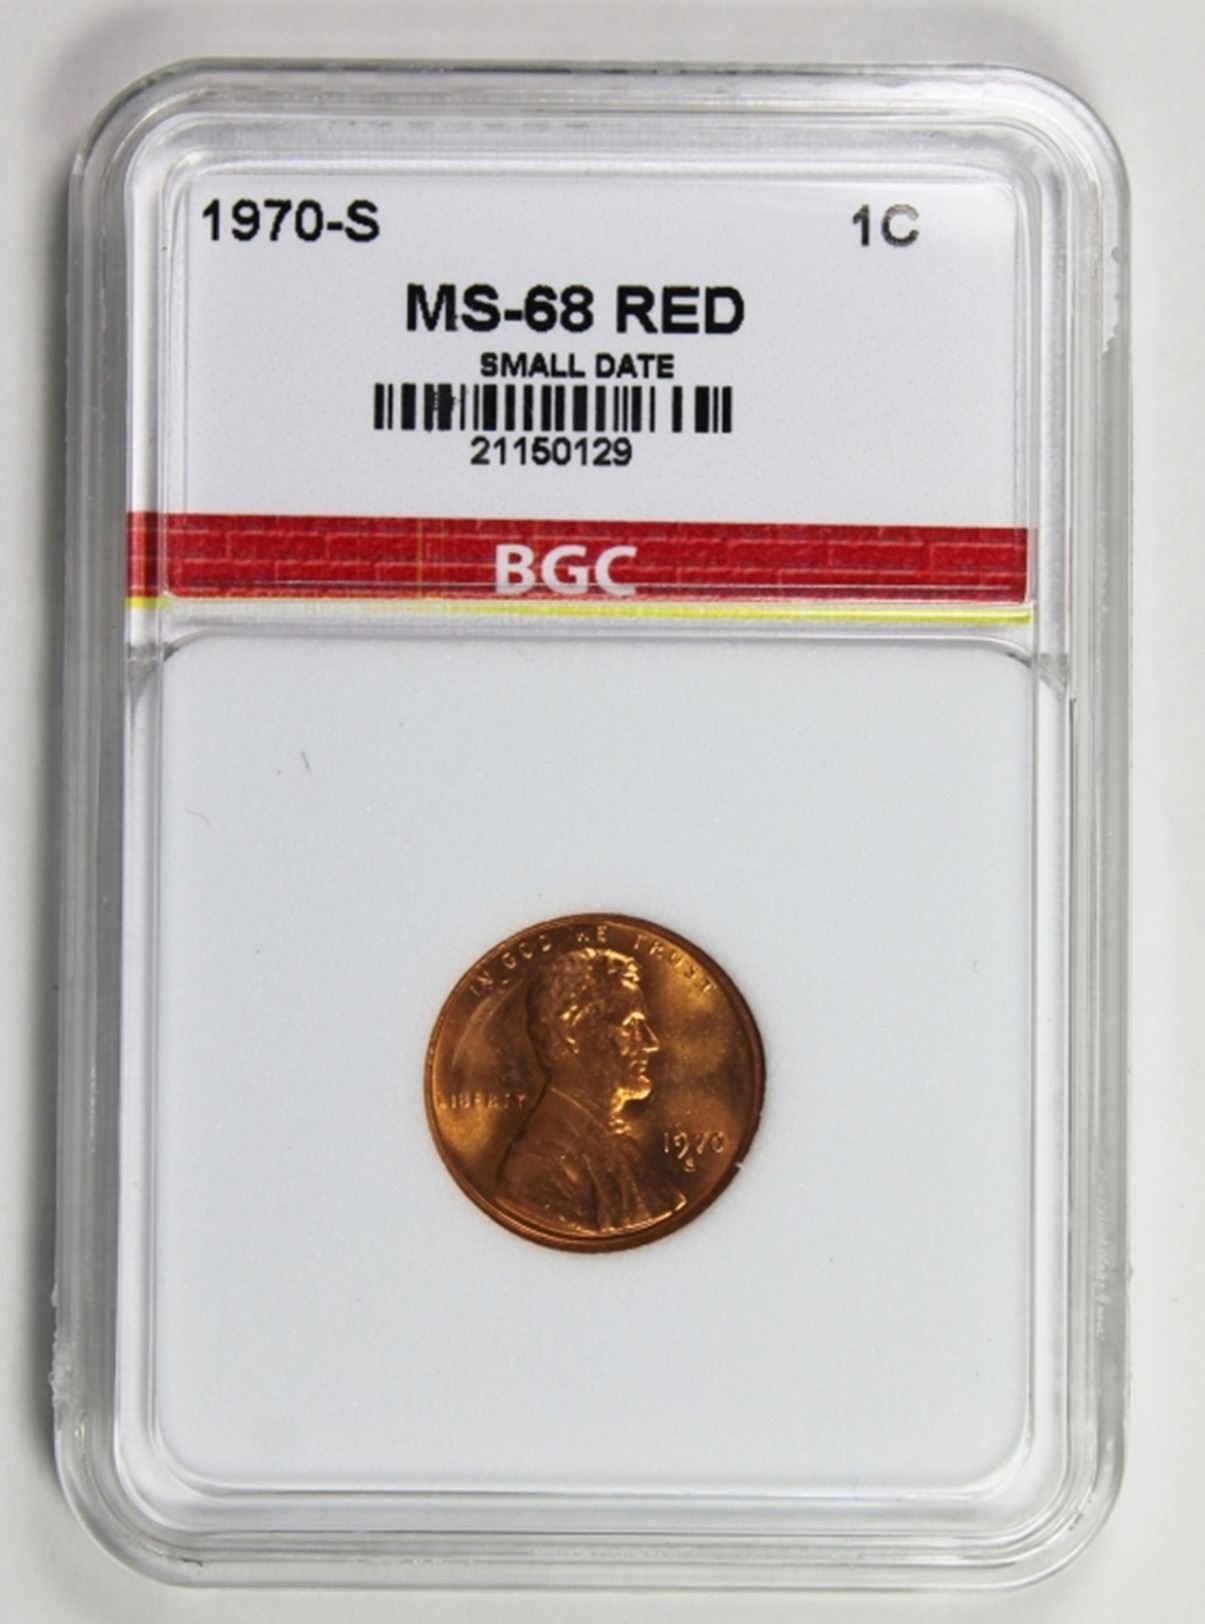 1970-S 1C
MS-68 RED
SMALL DATE
21150129
BGC
IN GOD WE TRUST
LIBERTY
1970
S